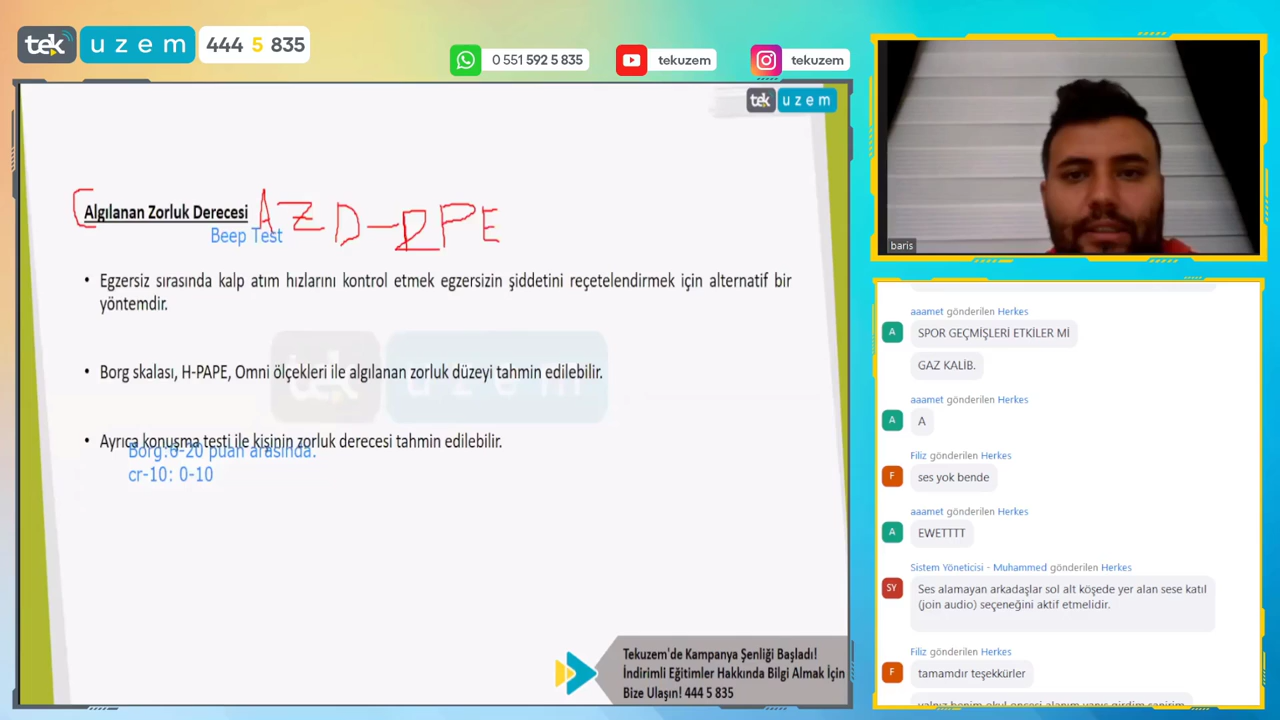 tek uzem 444 5 835
0 551 592 5 835
tekuzem
tekuzem
tek uzem
Algılanan Zorluk Derecesi AZD-RPE
Beep Test
• Egzersiz sırasında kalp atım hızlarını kontrol etmek egzersizin şiddetini reçetelendirmek için alternatif bir
yöntemdir.
• Borg skalası, H-PAPE, Omni ölçekleri ile algılanan zorluk düzeyi tahmin edilebilir.
• Ayrıca konuşma testi ile kişinin zorluk derecesi tahmin edilebilir.
Borg:6-20 puan arasında.
cr-10: 0-10
Tekuzem'de Kampanya Şenliği Başladı!
İndirimli Eğitimler Hakkında Bilgi Almak İçin
Bize Ulaşın! 444 5 835
baris
aaamet gönderilen Herkes
A SPOR GEÇMİŞLERİ ETKİLER Mİ
GAZ KALİB.
aaamet gönderilen Herkes
A A
Filiz gönderilen Herkes
F ses yok bende
aaamet gönderilen Herkes
A EWETTTT
Sistem Yöneticisi - Muhammed gönderilen Herkes
SY Ses alamayan arkadaşlar sol alt köşede yer alan sese katıl
(join audio) seçeneğini aktif etmelidir.
Filiz gönderilen Herkes
F tamamdır teşekkürler